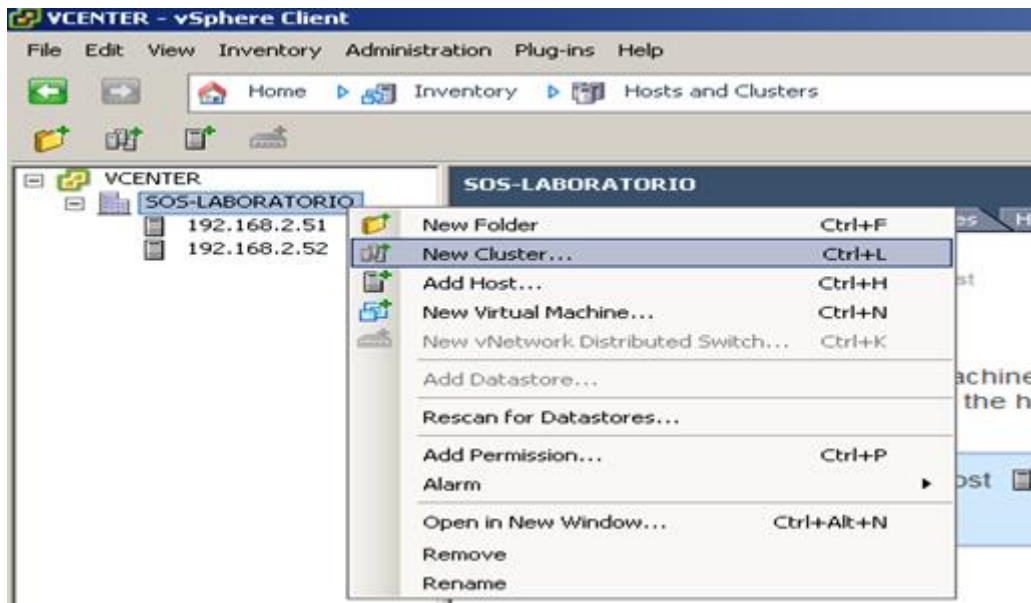 VCENTER - vSphere Client
File Edit View Inventory Administration Plug-ins Help
Home Inventory Hosts and Clusters
VCENTER
SOS-LABORATORIO
192.168.2.51
192.168.2.52
SOS-LABORATORIO
New Folder Ctrl+F
New Cluster... Ctrl+L
Add Host... Ctrl+H
New Virtual Machine... Ctrl+N
New vNetwork Distributed Switch... Ctrl+K
Add Datastore...
Rescan for Datastores...
Add Permission... Ctrl+P
Alarm
Open in New Window... Ctrl+Alt+N
Remove
Rename
achine
the h